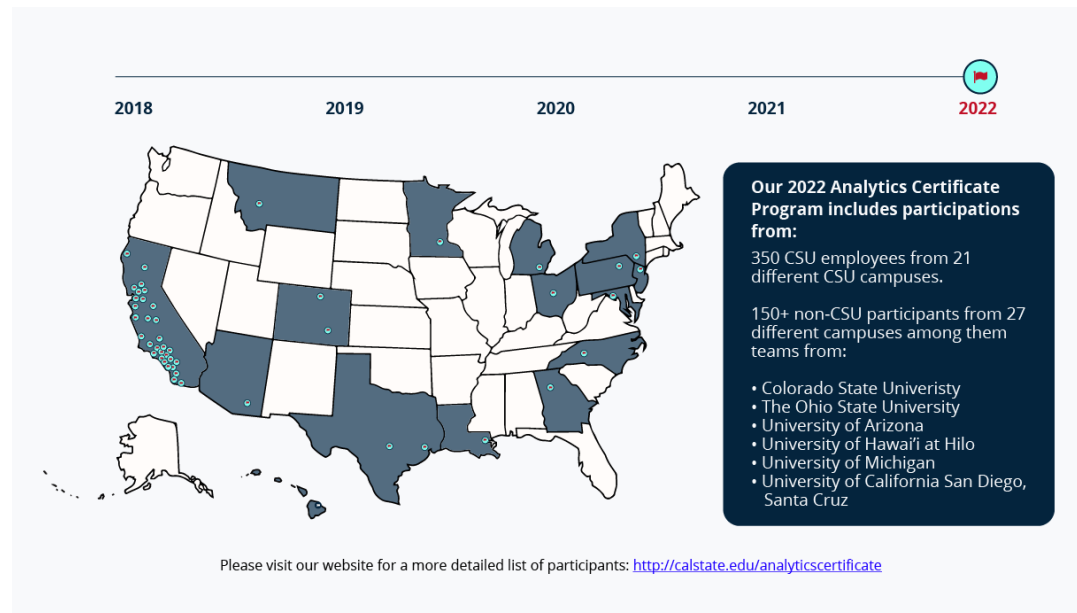 2018 2019 2020 2021 2022
Our 2022 Analytics Certificate
Program includes participations
from:
350 CSU employees from 21
different CSU campuses.
150+ non-CSU participants from 27
different campuses among them
teams from:
• Colorado State Univeristy
• The Ohio State University
• University of Arizona
• University of Hawai’i at Hilo
• University of Michigan
• University of California San Diego,
Santa Cruz
Please visit our website for a more detailed list of participants: http://calstate.edu/analyticscertificate